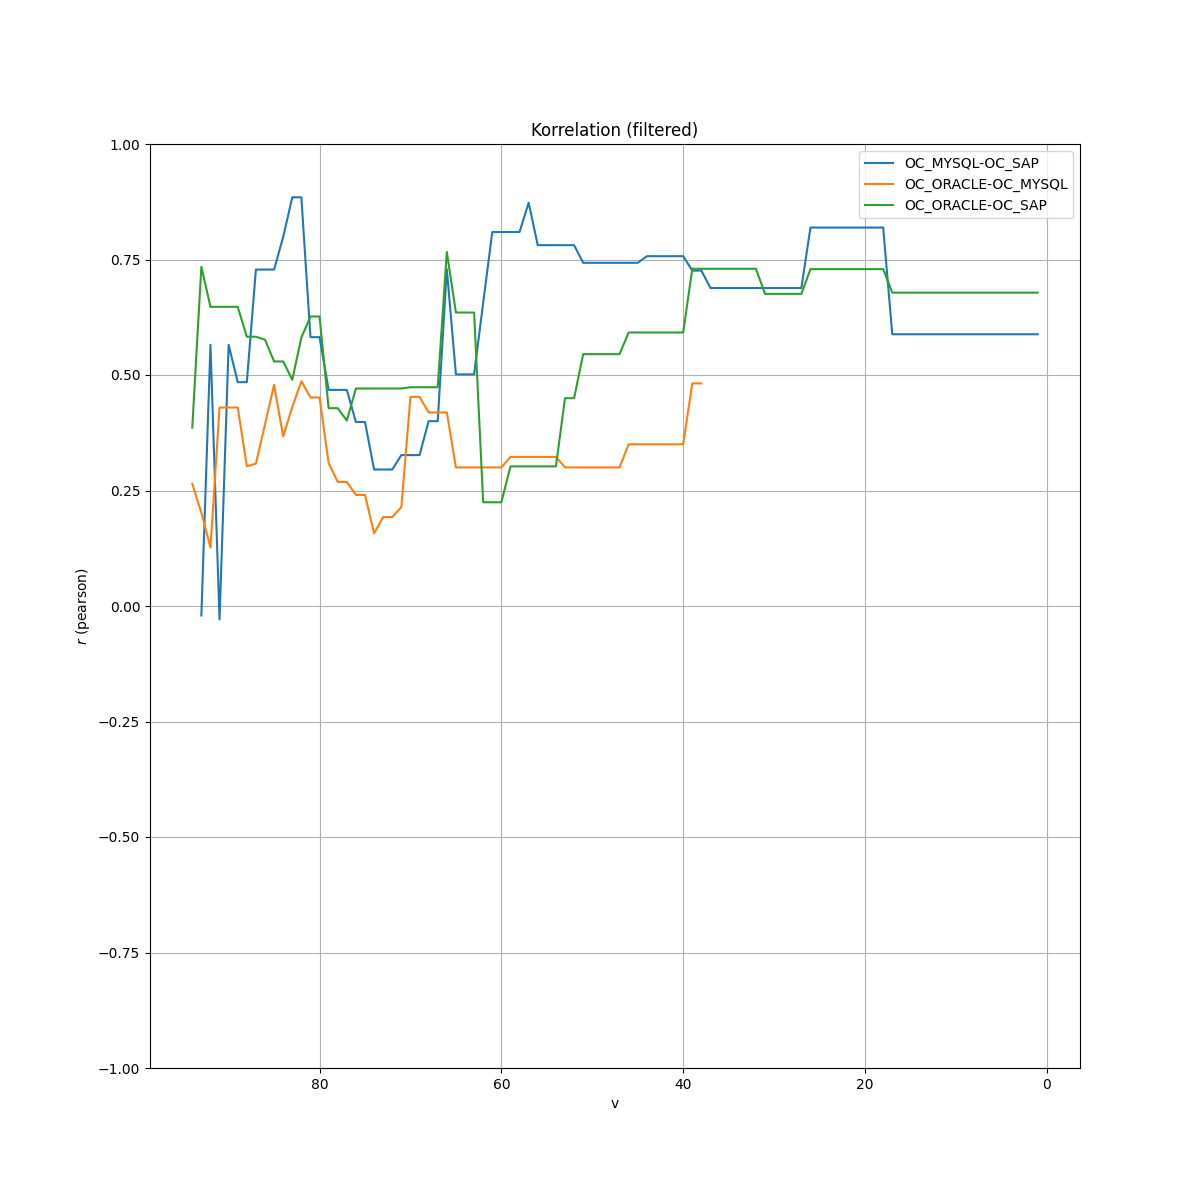 Korrelation (filtered)
OC_MYSQL-OC_SAP
OC_ORACLE-OC_MYSQL
OC_ORACLE-OC_SAP
1.00
0.75
0.50
0.25
0.00
−0.25
−0.50
−0.75
−1.00
r (pearson)
80 60 40 20 0
v